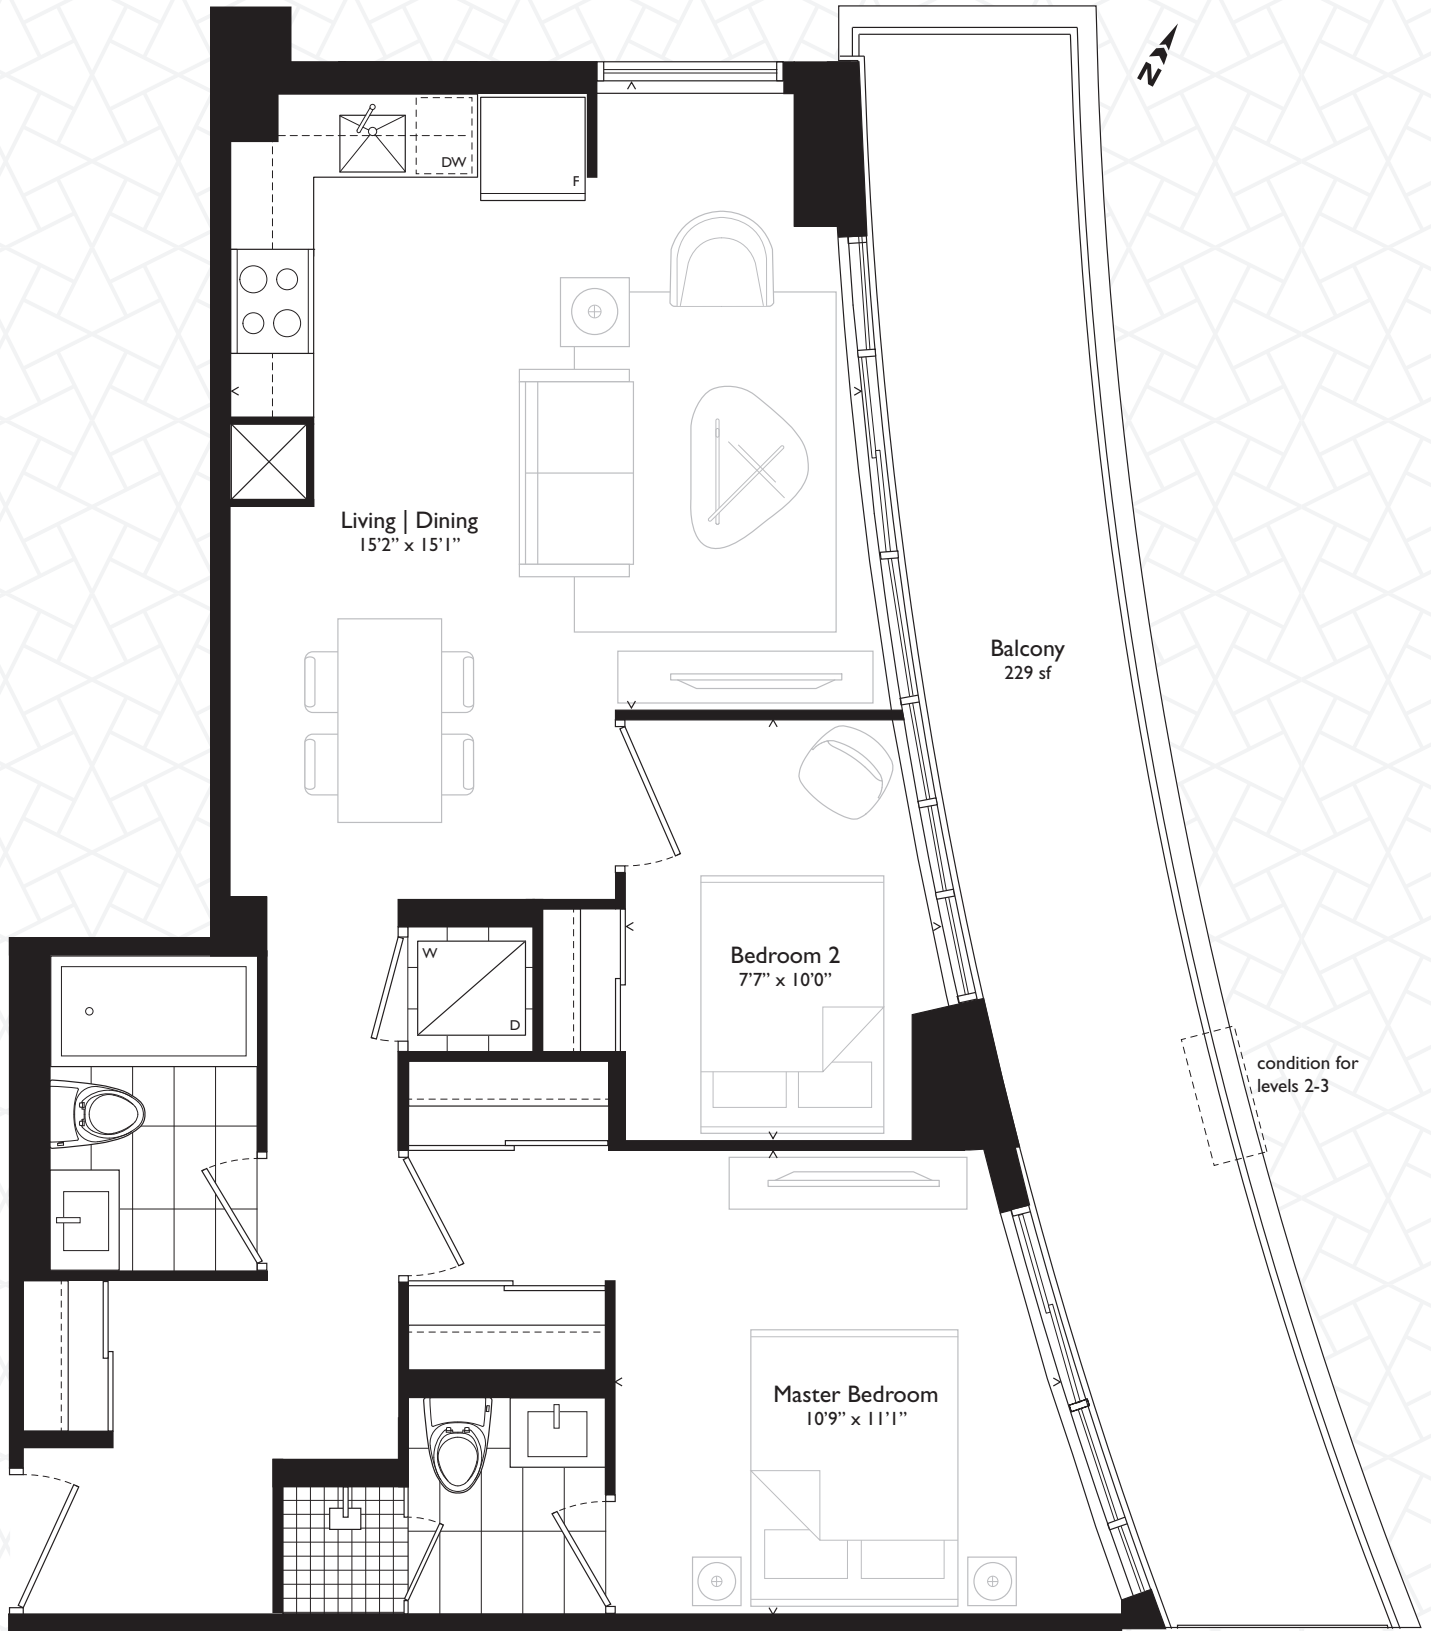 N
DW
F
Living | Dining
15’2” x 15’1”
Balcony
229 sf
Bedroom 2
7’7” x 10’0”
W
D
condition for
levels 2-3
Master Bedroom
10’9” x 11’1”